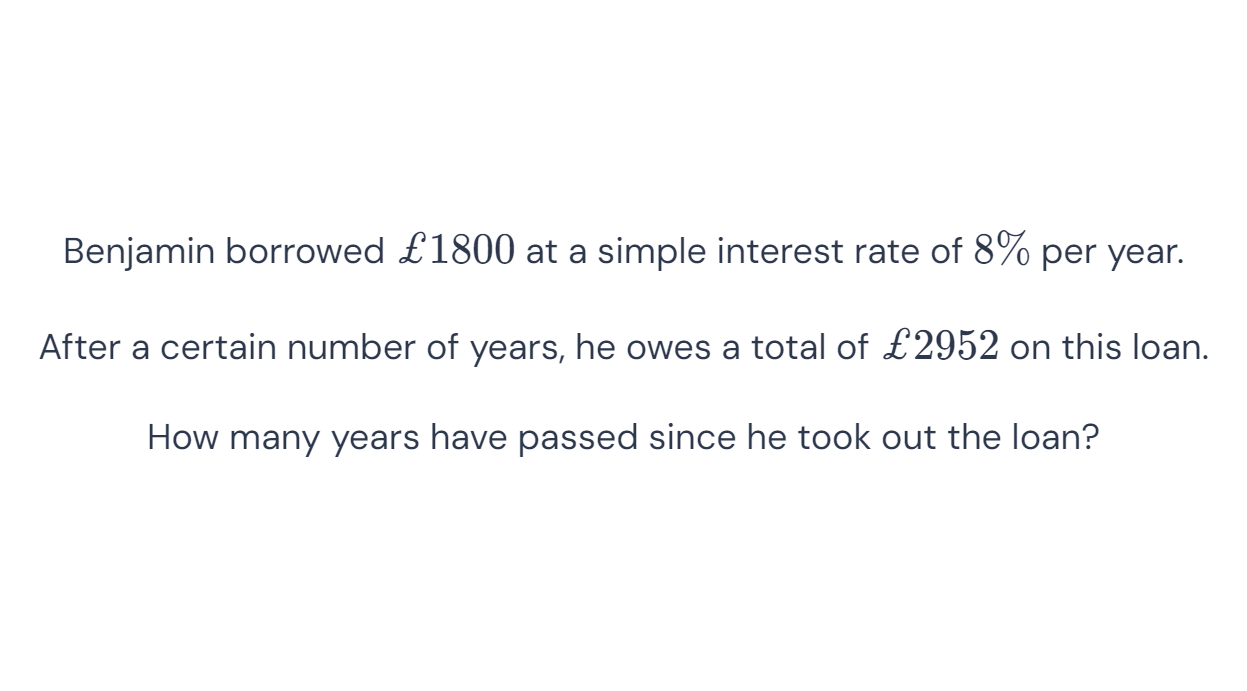 Benjamin borrowed £1800 at a simple interest rate of 8% per year.
After a certain number of years, he owes a total of £2952 on this loan.
How many years have passed since he took out the loan?